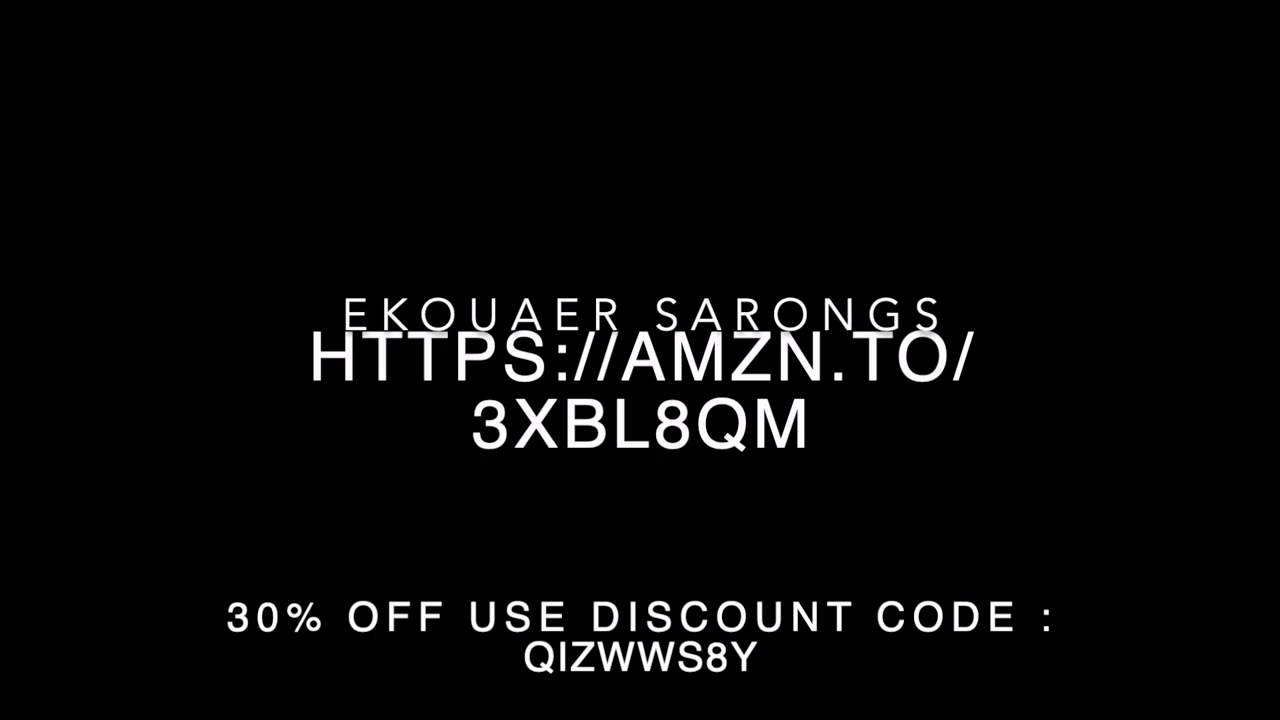 EKOUAER SARONGS
HTTPS://AMZN.TO/
3XBL8QM
30% OFF USE DISCOUNT CODE :
QIZWWS8Y